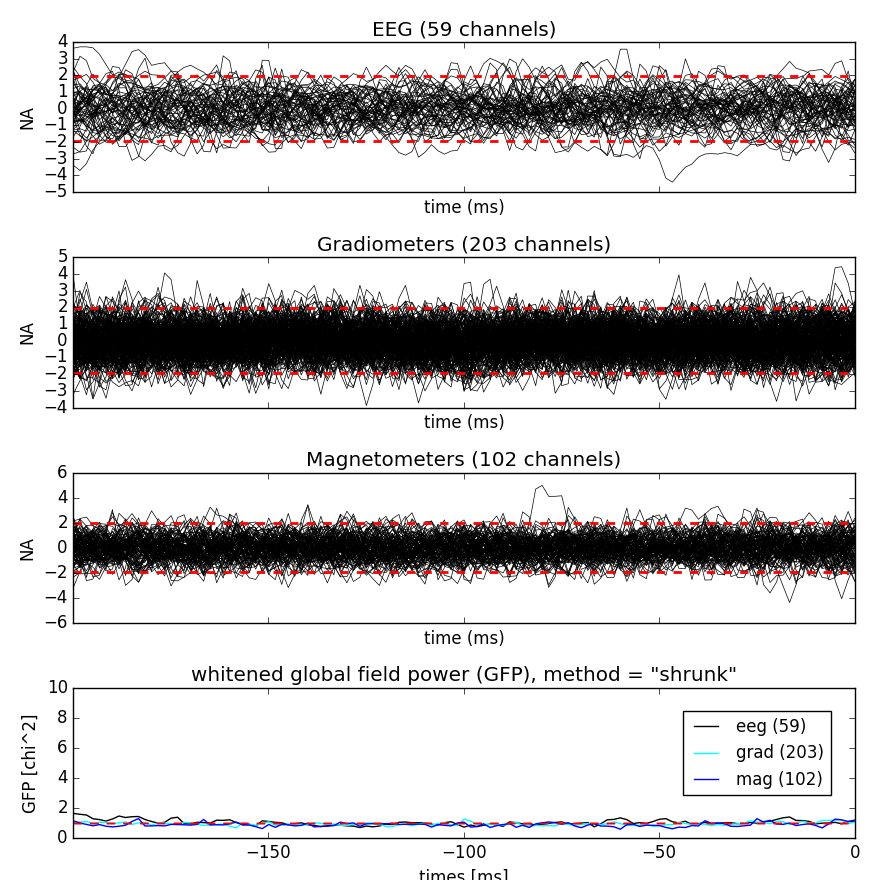 EEG (59 channels)
4
3
2
1
0
−1
−2
−3
−4
−5
NA
time (ms)
Gradiometers (203 channels)
5
4
3
2
1
0
−1
−2
−3
−4
NA
time (ms)
Magnetometers (102 channels)
6
4
2
0
−2
−4
−6
NA
time (ms)
whitened global field power (GFP), method = "shrunk"
10
8
6
4
2
0
GFP [chi^2]
eeg (59)
grad (203)
mag (102)
−150 −100 −50 0
times [ms]